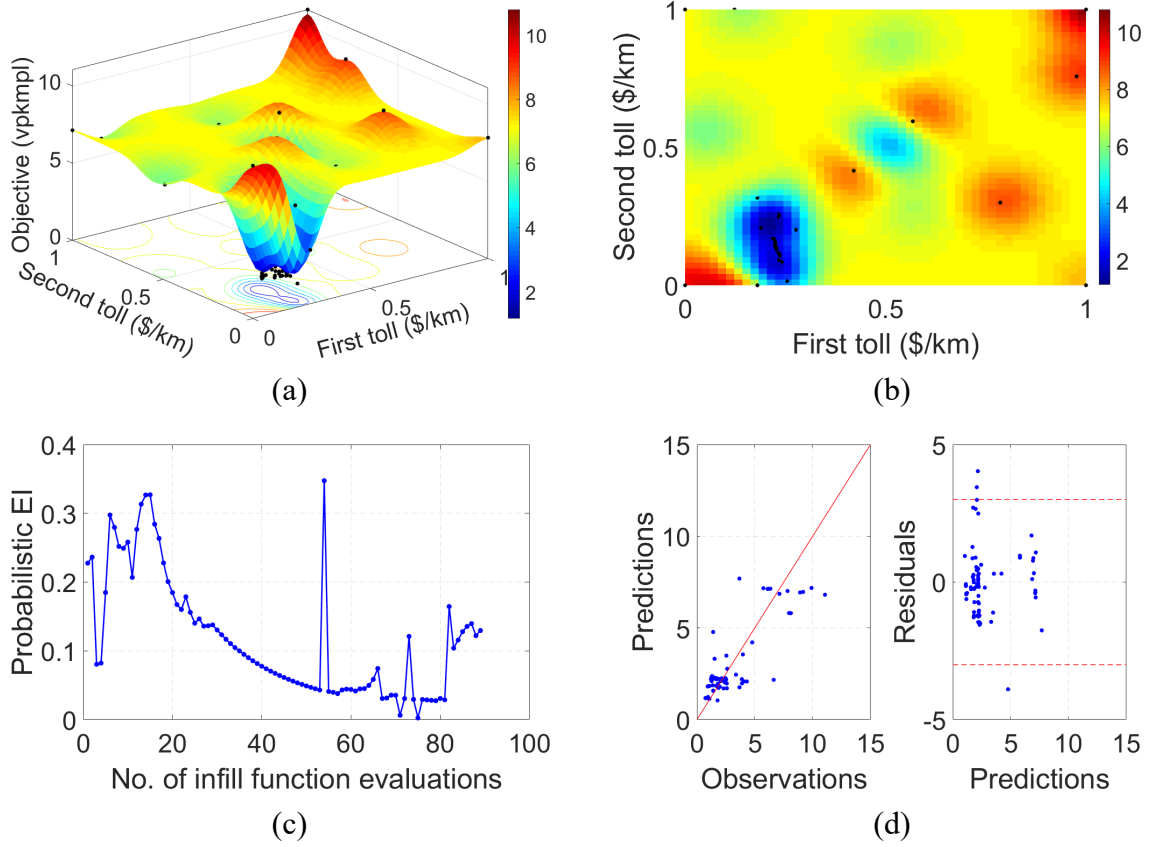 10
5
0
Objective (vpkmpl)
1
0.5
0
Second toll ($/km)
0
0.5
1
First toll ($/km)
10
8
6
4
2
(a)
1
0.5
0
Second toll ($/km)
0
0.5
1
First toll ($/km)
10
8
6
4
2
(b)
0.4
0.3
0.2
0.1
0
Probabilistic EI
0 20 40 60 80 100
No. of infill function evaluations
(c)
15
10
5
0
Predictions
0 5 10 15
Observations
5
0
-5
Residuals
0 5 10 15
Predictions
(d)